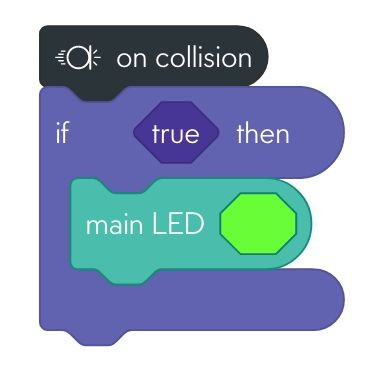 on collision
if true then
main LED